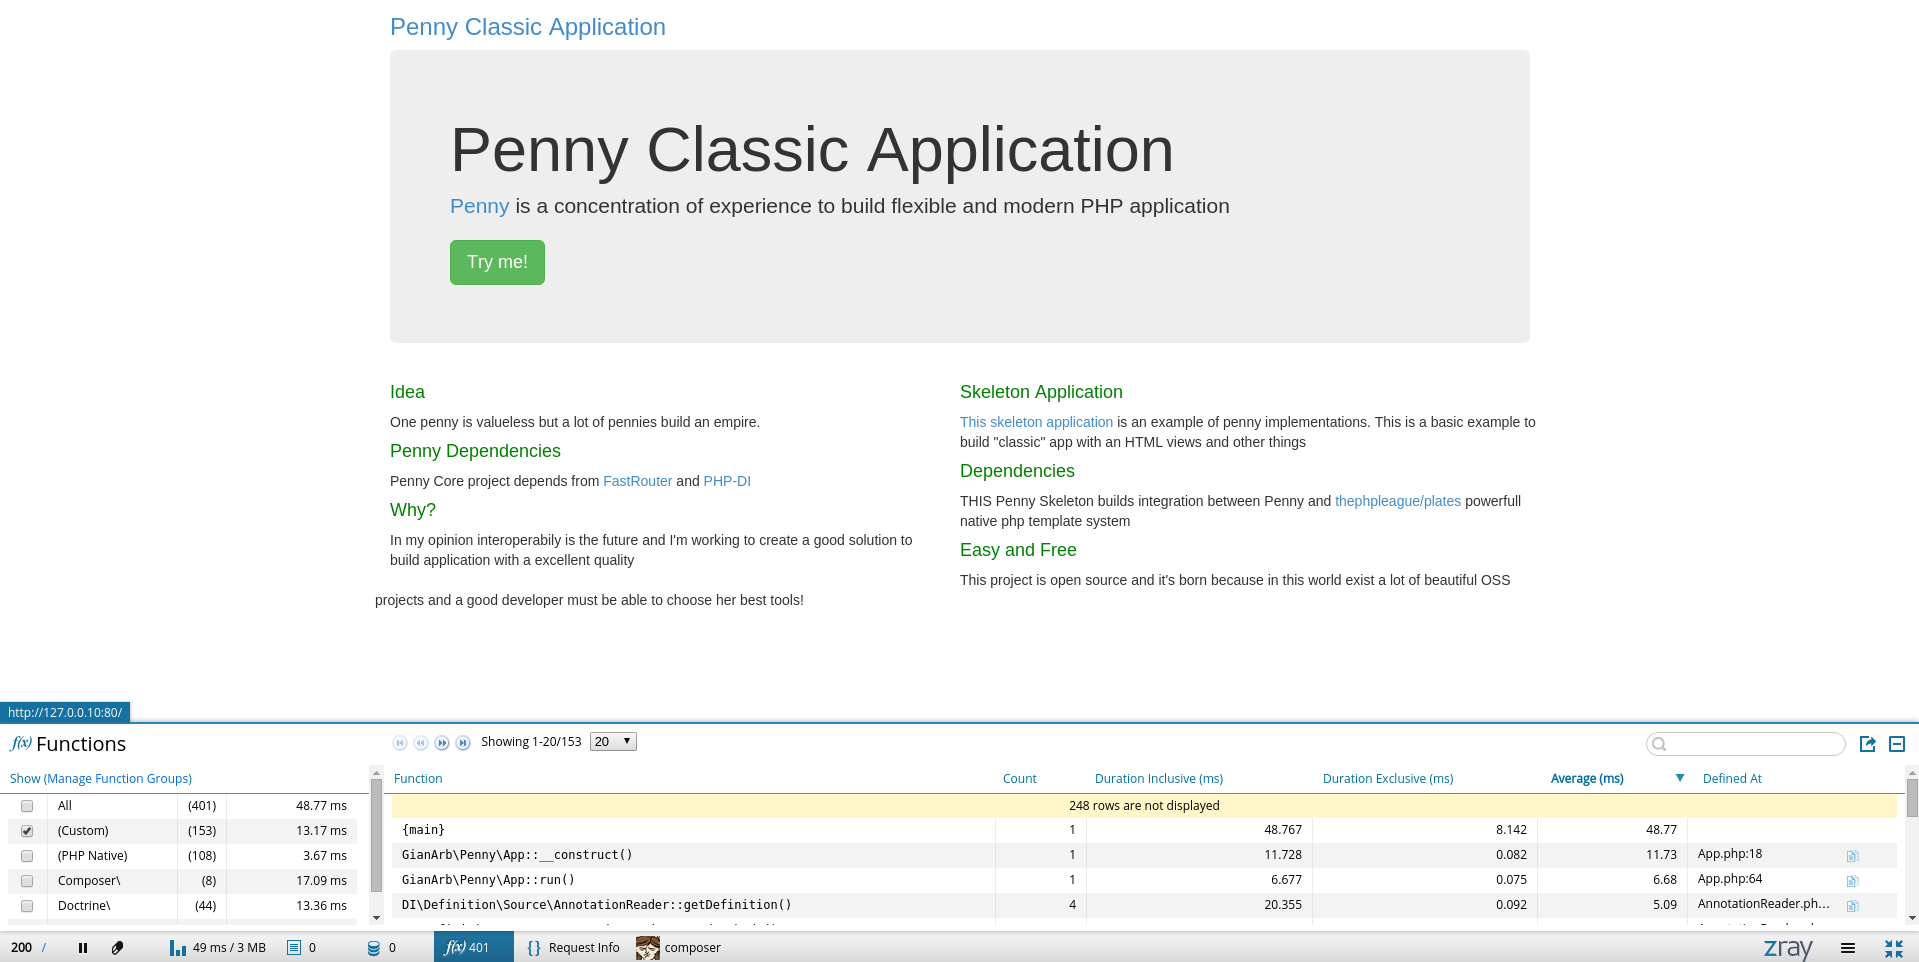 Penny Classic Application
Penny Classic Application
Penny is a concentration of experience to build flexible and modern PHP application
Try me!
Idea
One penny is valueless but a lot of pennies build an empire.
Penny Dependencies
Penny Core project depends from FastRouter and PHP-DI
Why?
In my opinion interoperabily is the future and I'm working to create a good solution to
build application with a excellent quality
Skeleton Application
This skeleton application is an example of penny implementations. This is a basic example to
build "classic" app with an HTML views and other things
Dependencies
THIS Penny Skeleton builds integration between Penny and thephpleague/plates powerfull
native php template system
Easy and Free
This project is open source and it's born because in this world exist a lot of beautiful OSS
projects and a good developer must be able to choose her best tools!
http://127.0.0.10:80/
f(x) Functions
Showing 1-20/153 20
Show (Manage Function Groups)
All (401) 48.77 ms
(Custom) (153) 13.17 ms
(PHP Native) (108) 3.67 ms
Composer\ (8) 17.09 ms
Doctrine\ (44) 13.36 ms
Function Count Duration Inclusive (ms) Duration Exclusive (ms) Average (ms) Defined At
248 rows are not displayed
{main} 1 48.767 8.142 48.77
GianArb\Penny\App::__construct() 1 11.728 0.082 11.73 App.php:18
GianArb\Penny\App::run() 1 6.677 0.075 6.68 App.php:64
DI\Definition\Source\AnnotationReader::getDefinition() 4 20.355 0.092 5.09 AnnotationReader.ph...
200 / 49 ms / 3 MB 0 0 f(x) 401 {} Request Info composer zray